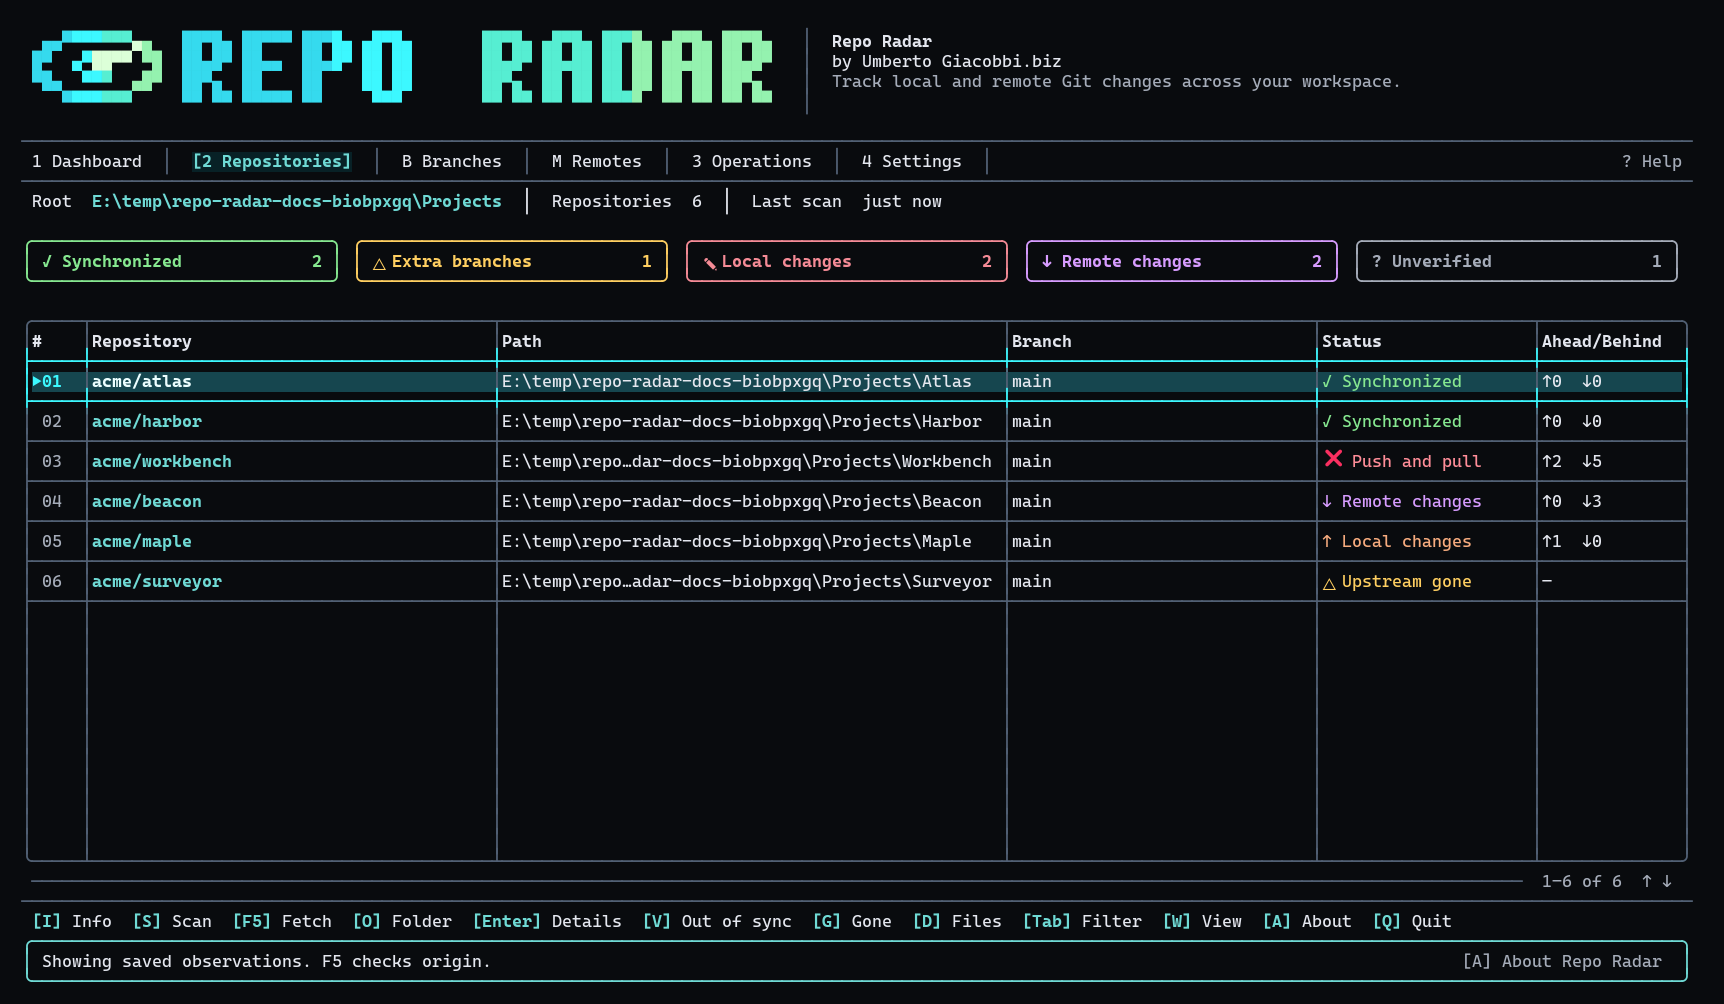 REPO RADAR
Repo Radar
by Umberto Giacobbi.biz
Track local and remote Git changes across your workspace.
1 Dashboard │ [2 Repositories] │ B Branches │ M Remotes │ 3 Operations │ 4 Settings │ ? Help
Root E:\temp\repo-radar-docs-biobpxgq\Projects │ Repositories 6 │ Last scan just now
√ Synchronized 2
△ Extra branches 1
✎ Local changes 2
↓ Remote changes 2
? Unverified 1
# Repository Path Branch Status Ahead/Behind
▶01 acme/atlas E:\temp\repo-radar-docs-biobpxgq\Projects\Atlas main √ Synchronized ↑0 ↓0
02 acme/harbor E:\temp\repo-radar-docs-biobpxgq\Projects\Harbor main √ Synchronized ↑0 ↓0
03 acme/workbench E:\temp\repo…dar-docs-biobpxgq\Projects\Workbench main ❌ Push and pull ↑2 ↓5
04 acme/beacon E:\temp\repo-radar-docs-biobpxgq\Projects\Beacon main ↓ Remote changes ↑0 ↓3
05 acme/maple E:\temp\repo-radar-docs-biobpxgq\Projects\Maple main ↑ Local changes ↑1 ↓0
06 acme/surveyor E:\temp\repo…adar-docs-biobpxgq\Projects\Surveyor main △ Upstream gone —
1-6 of 6 ↑ ↓
[I] Info [S] Scan [F5] Fetch [O] Folder [Enter] Details [V] Out of sync [G] Gone [D] Files [Tab] Filter [W] View [A] About [Q] Quit
Showing saved observations. F5 checks origin. [A] About Repo Radar